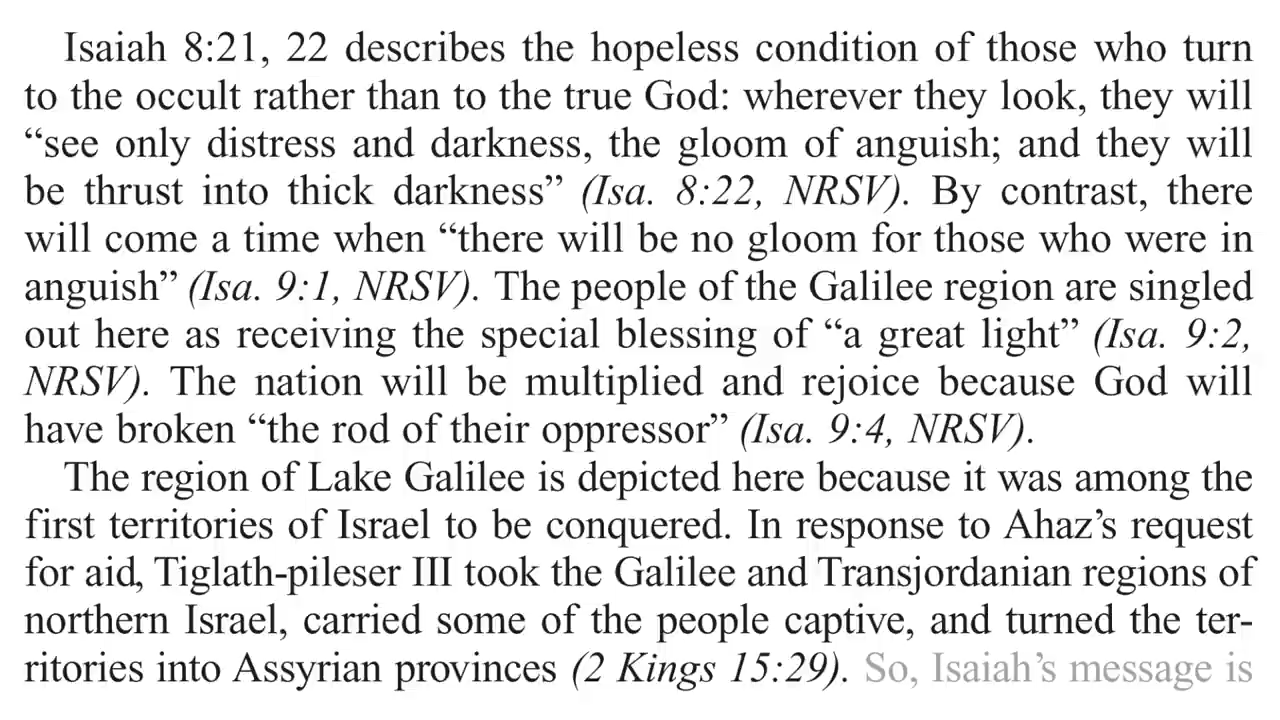 Isaiah 8:21, 22 describes the hopeless condition of those who turn
to the occult rather than to the true God: wherever they look, they will
“see only distress and darkness, the gloom of anguish; and they will
be thrust into thick darkness” (Isa. 8:22, NRSV). By contrast, there
will come a time when “there will be no gloom for those who were in
anguish” (Isa. 9:1, NRSV). The people of the Galilee region are singled
out here as receiving the special blessing of “a great light” (Isa. 9:2,
NRSV). The nation will be multiplied and rejoice because God will
have broken “the rod of their oppressor” (Isa. 9:4, NRSV).
The region of Lake Galilee is depicted here because it was among the
first territories of Israel to be conquered. In response to Ahaz’s request
for aid, Tiglath-pileser III took the Galilee and Transjordanian regions of
northern Israel, carried some of the people captive, and turned the ter-
ritories into Assyrian provinces (2 Kings 15:29). So, Isaiah’s message is